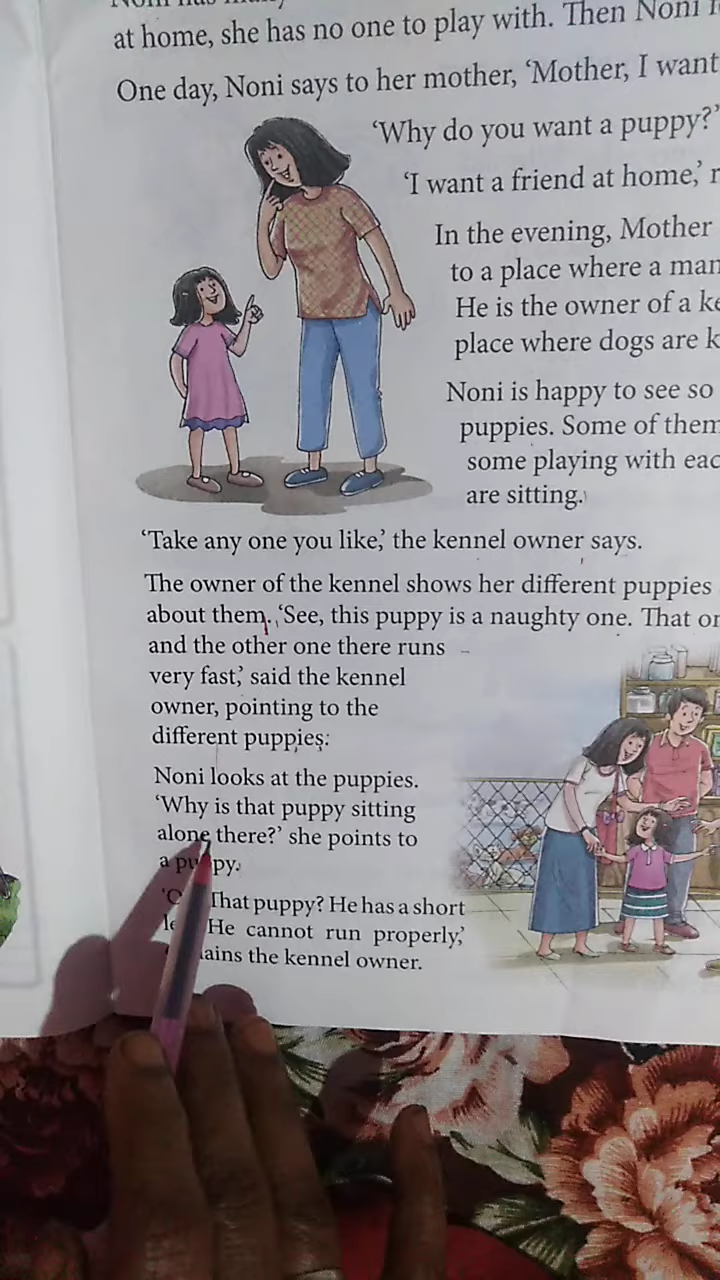 at home, she has no one to play with. Then Noni
One day, Noni says to her mother, ‘Mother, I want
‘Why do you want a puppy?’
‘I want a friend at home,’
In the evening, Mother
to a place where a man
He is the owner of a
place where dogs are
Noni is happy to see so
puppies. Some of them
some playing with
are sitting.
‘Take any one you like,’ the kennel owner says.
The owner of the kennel shows her different puppies
about them. ‘See, this puppy is a naughty one. That
and the other one there runs
very fast,’ said the kennel
owner, pointing to the
different puppies.
Noni looks at the puppies.
‘Why is that puppy sitting
alone there?’ she points to
a puppy.
That puppy? He has a short
He cannot run properly,’
the kennel owner.